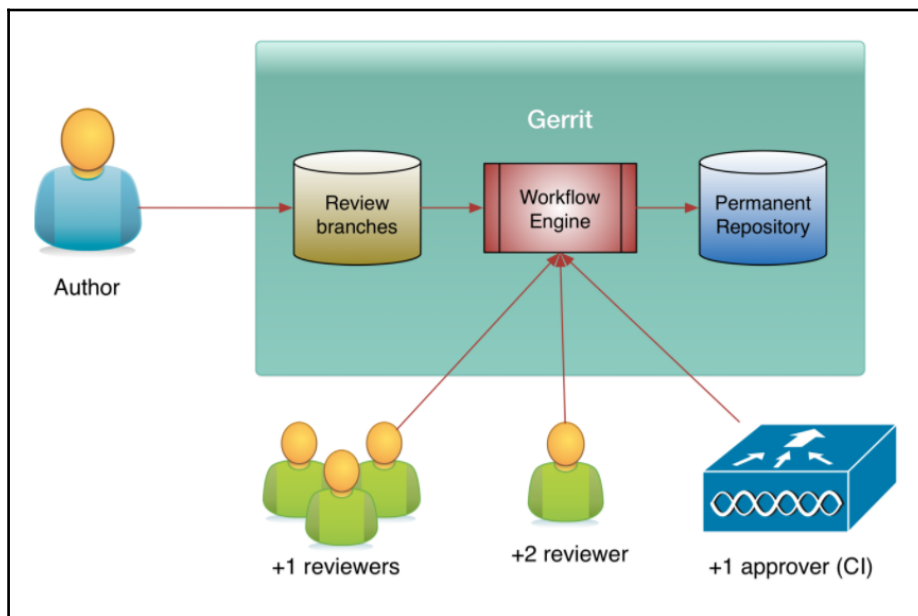 Gerrit
Review
branches
Workflow
Engine
Permanent
Repository
Author
+1 reviewers
+2 reviewer
+1 approver (CI)